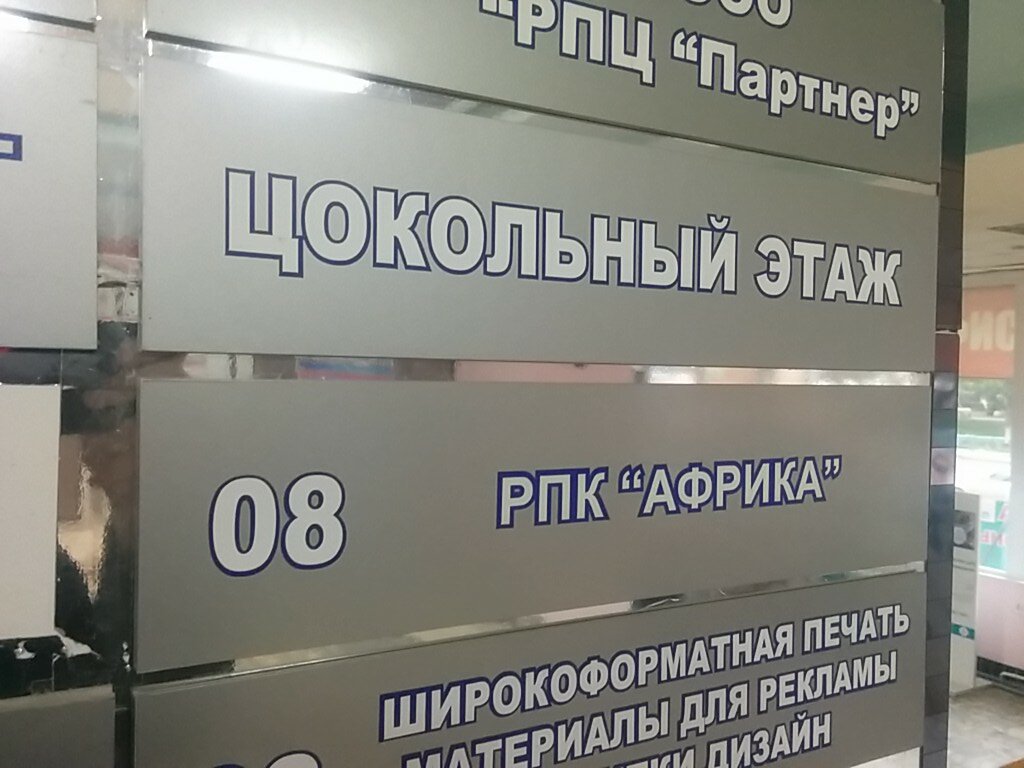 "РПЦ “Партнер”
ЦОКОЛЬНЫЙ ЭТАЖ
08 РПК “АФРИКА”
ШИРОКОФОРМАТНАЯ ПЕЧАТЬ
МАТЕРИАЛЫ ДЛЯ РЕКЛАМЫ
ДИЗАЙН